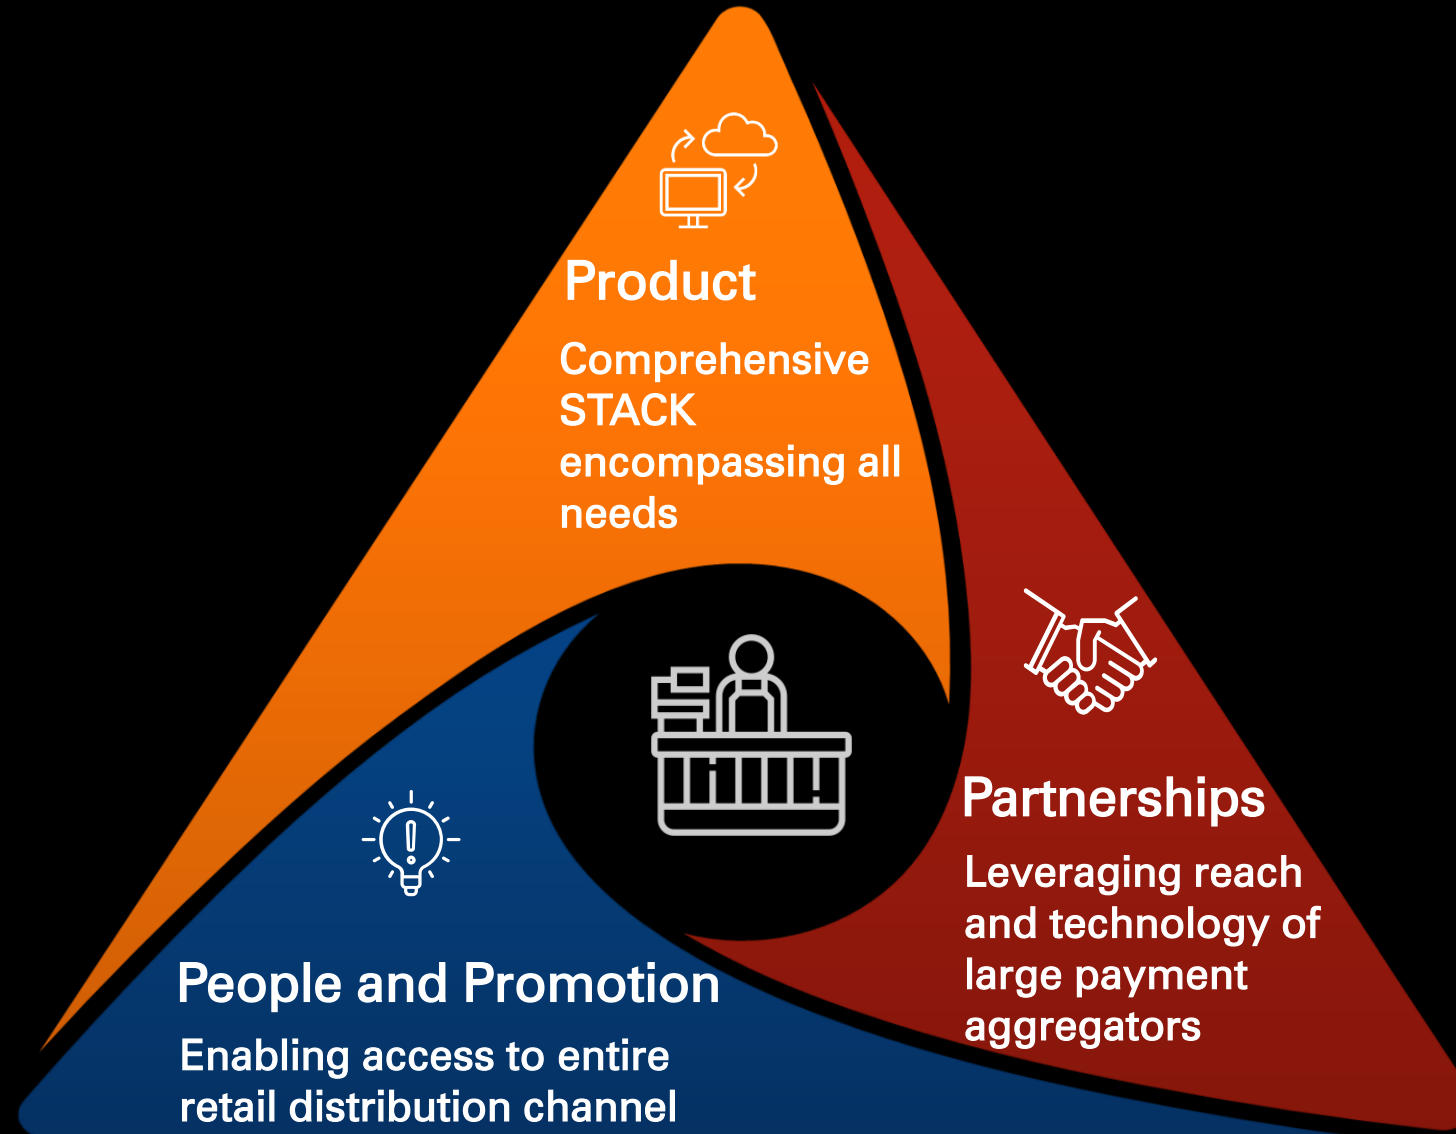 Product
Comprehensive
STACK
encompassing all
needs
Partnerships
Leveraging reach
and technology of
large payment
aggregators
People and Promotion
Enabling access to entire
retail distribution channel